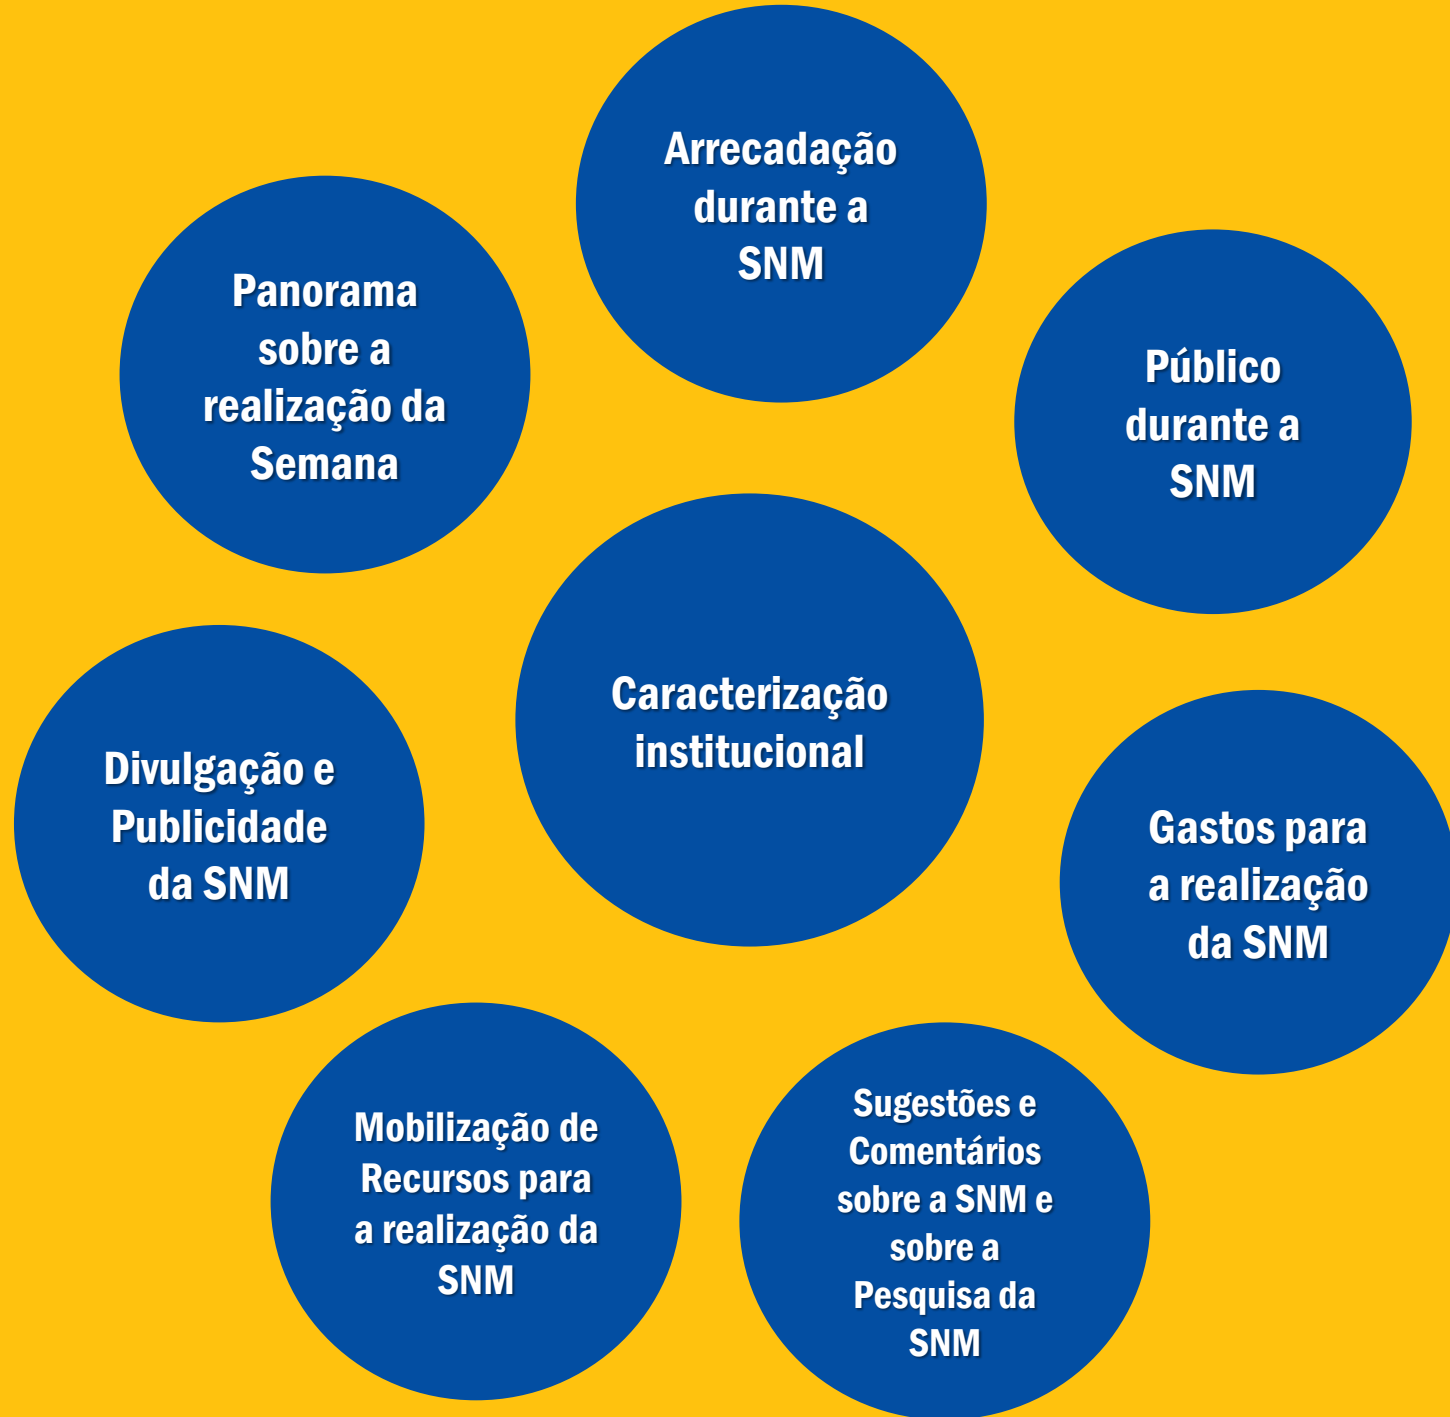 Arrecadação
durante a
SNM
Panorama
sobre a
realização da
Semana
Público
durante a
SNM
Caracterização
institucional
Divulgação e
Publicidade
da SNM
Gastos para
a realização
da SNM
Mobilização de
Recursos para
a realização da
SNM
Sugestões e
Comentários
sobre a SNM e
sobre a
Pesquisa da
SNM